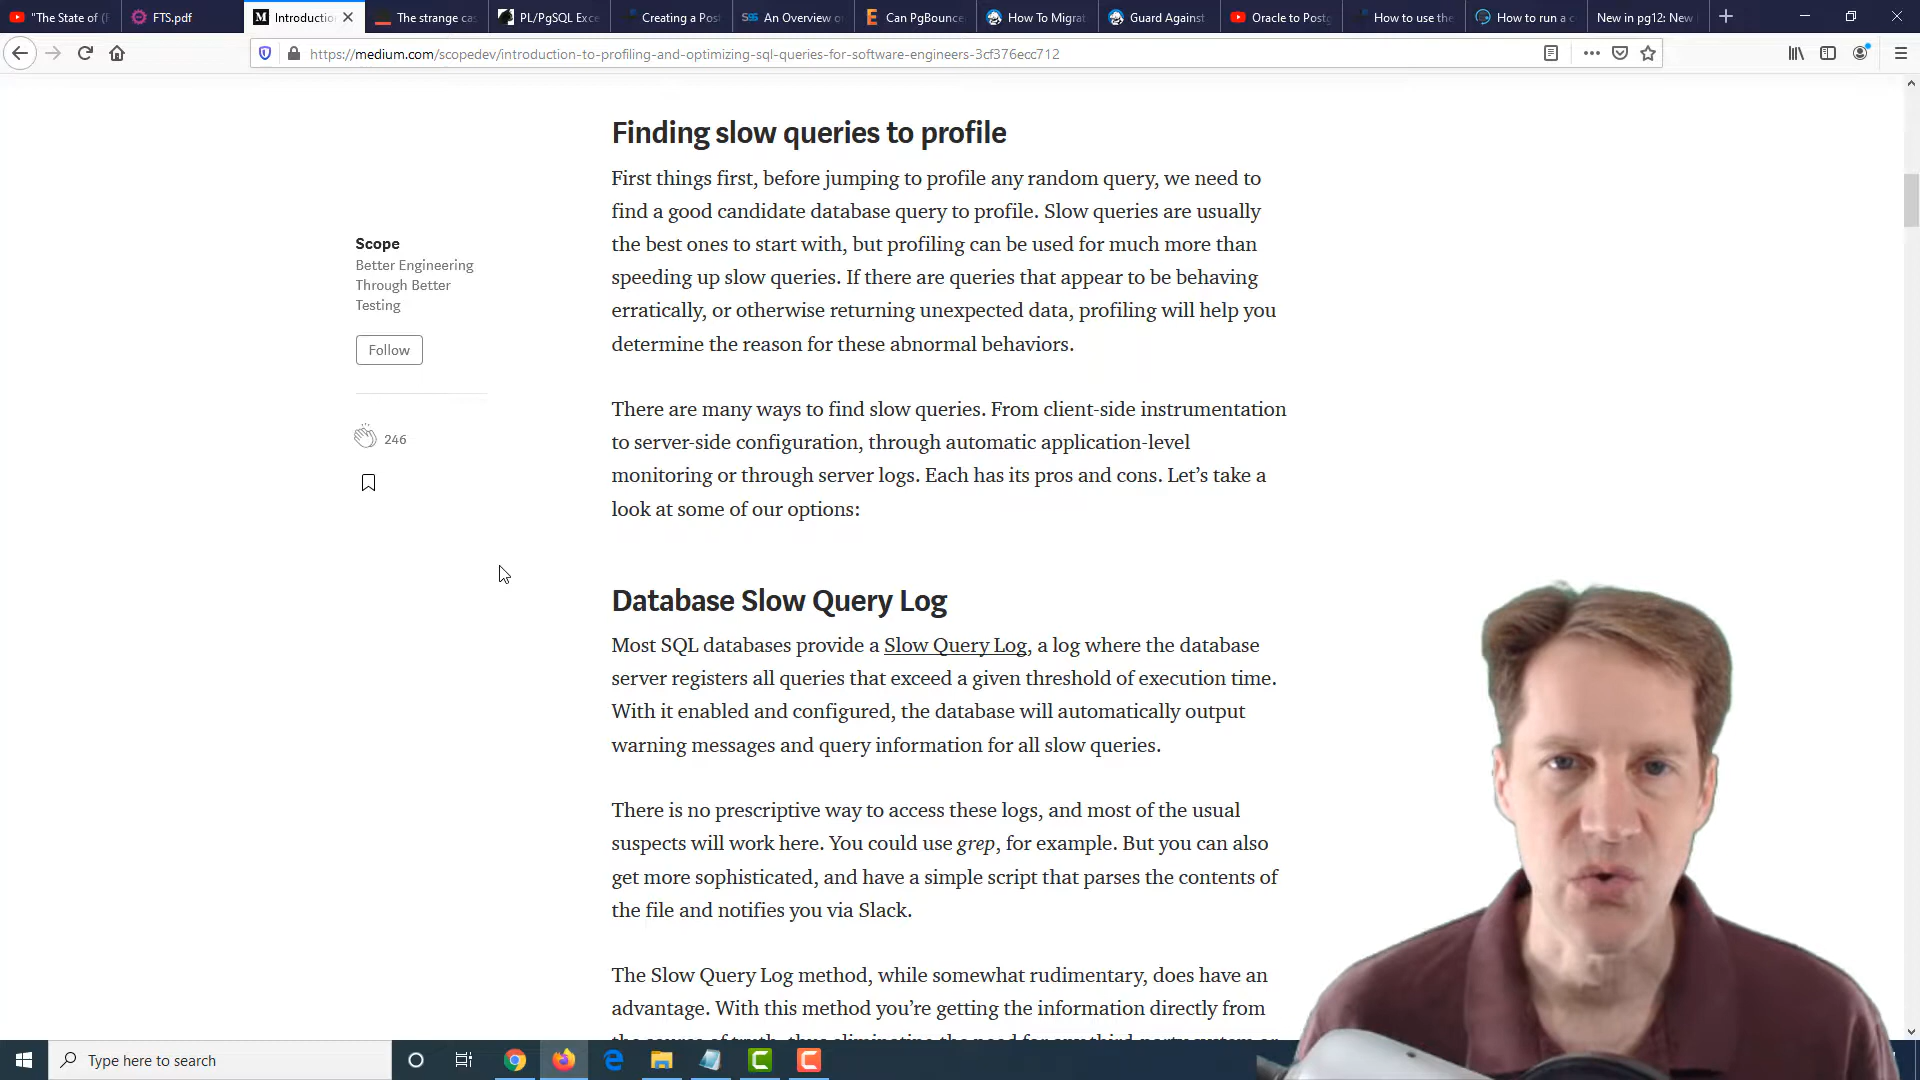 "The State of (
FTS.pdf
Introductio
The strange cas
PL/PgSQL Exce
Creating a Pos
An Overview o
Can PgBounce
How To Migrat
Guard Against
Oracle to Postg
How to use the
How to run a c
New in pg12: New
https://medium.com/scopedev/introduction-to-profiling-and-optimizing-sql-queries-for-software-engineers-3cf376ecc712
Finding slow queries to profile
First things first, before jumping to profile any random query, we need to
find a good candidate database query to profile. Slow queries are usually
the best ones to start with, but profiling can be used for much more than
speeding up slow queries. If there are queries that appear to be behaving
erratically, or otherwise returning unexpected data, profiling will help you
determine the reason for these abnormal behaviors.
Scope
Better Engineering
Through Better
Testing
Follow
246
There are many ways to find slow queries. From client-side instrumentation
to server-side configuration, through automatic application-level
monitoring or through server logs. Each has its pros and cons. Let's take a
look at some of our options:
Database Slow Query Log
Most SQL databases provide a Slow Query Log, a log where the database
server registers all queries that exceed a given threshold of execution time.
With it enabled and configured, the database will automatically output
warning messages and query information for all slow queries.
There is no prescriptive way to access these logs, and most of the usual
suspects will work here. You could use grep, for example. But you can also
get more sophisticated, and have a simple script that parses the contents of
the file and notifies you via Slack.
The Slow Query Log method, while somewhat rudimentary, does have an
advantage. With this method you're getting the information directly from
Type here to search